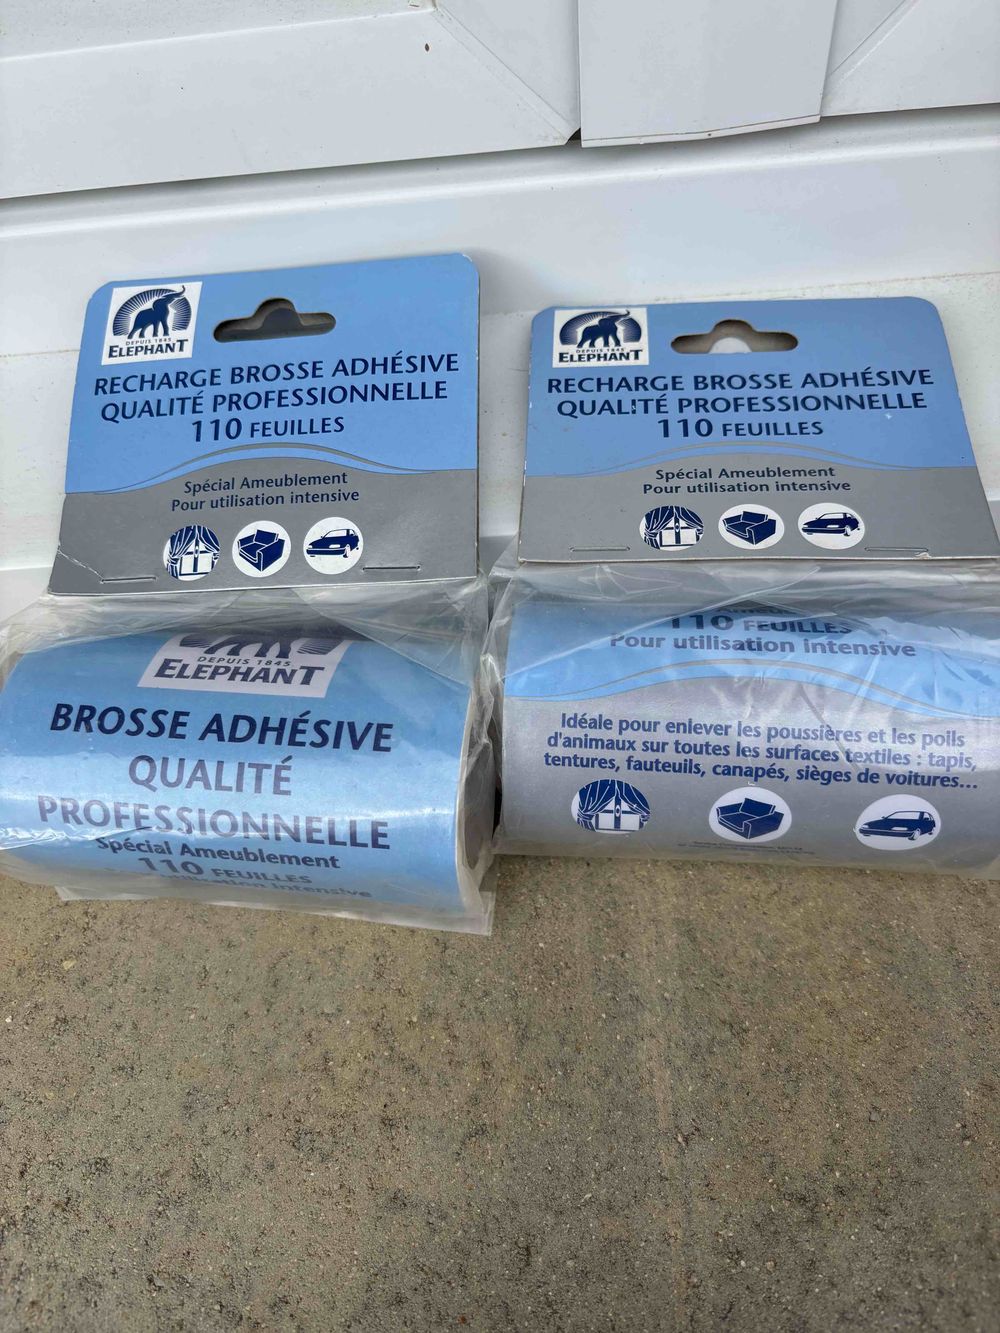 DEPUIS 1845
ELEPHANT
RECHARGE BROSSE ADHÉSIVE
QUALITÉ PROFESSIONNELLE
110 FEUILLES
Spécial Ameublement
Pour utilisation intensive
DEPUIS 1845
ELEPHANT
BROSSE ADHÉSIVE
QUALITÉ
PROFESSIONNELLE
Spécial Ameublement
110 FEUILLES
utilisation intensive
DEPUIS 1845
ELEPHANT
RECHARGE BROSSE ADHÉSIVE
QUALITÉ PROFESSIONNELLE
110 FEUILLES
Spécial Ameublement
Pour utilisation intensive
110 FEUILLES
Pour utilisation intensive
Idéale pour enlever les poussières et les poils
d'animaux sur toutes les surfaces textiles : tapis,
tentures, fauteuils, canapés, sièges de voitures...